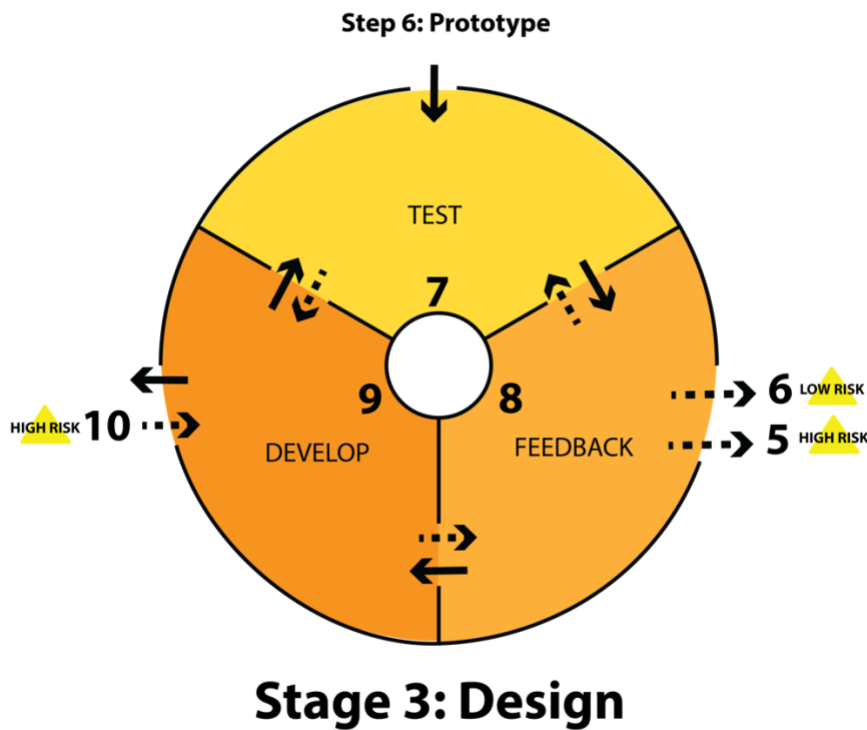 Step 6: Prototype
TEST
7
9
8
6 LOW RISK
HIGH RISK 10
5 HIGH RISK
DEVELOP
FEEDBACK
Stage 3: Design